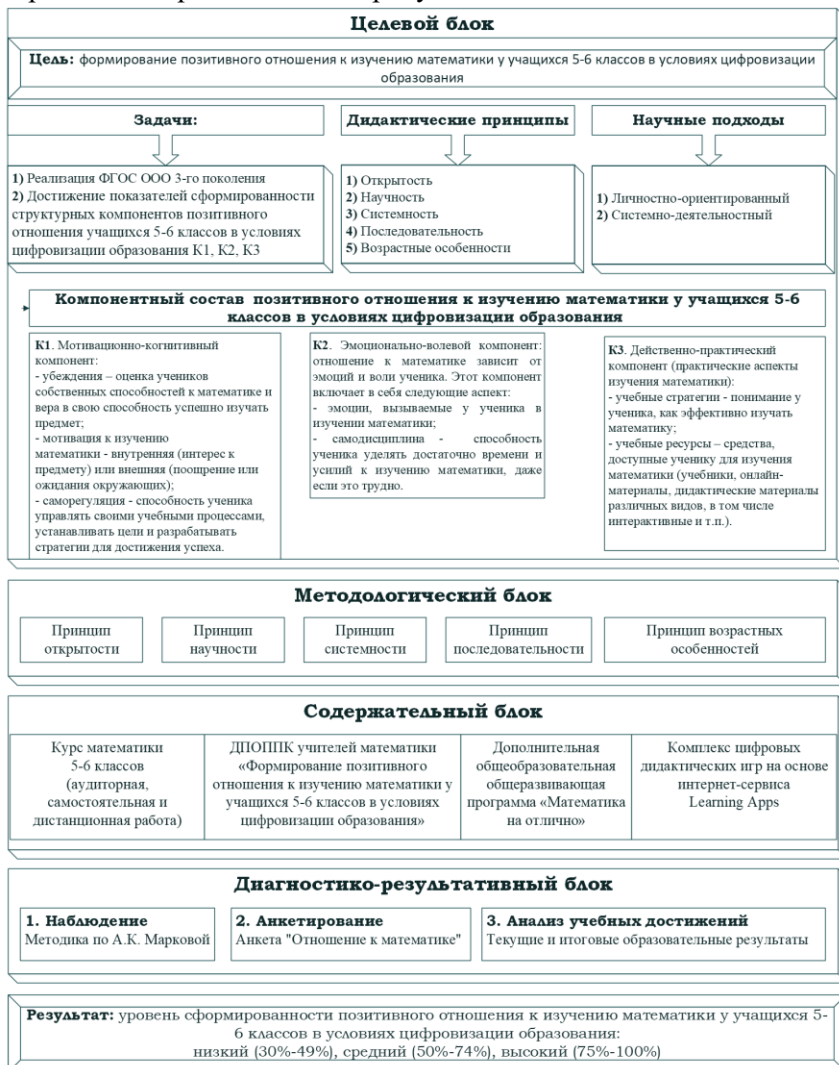 Целевой блок
Цель: формирование позитивного отношения к изучению математики у учащихся 5-6 классов в условиях цифровизации
образования
Задачи:
Дидактические принципы
Научные подходы
1) Реализация ФГОС ООО 3-го поколения
2) Достижение показателей сформированности
структурных компонентов позитивного
отношения учащихся 5-6 классов в условиях
цифровизации образования К1, К2, К3
1) Открытость
2) Научность
3) Системность
4) Последовательность
5) Возрастные особенности
1) Личностно-ориентированный
2) Системно-деятельностный
Компонентный состав позитивного отношения к изучению математики у учащихся 5-6
классов в условиях цифровизации образования
К1. Мотивационно-когнитивный
компонент:
- убеждения – оценка учеников
собственных способностей к математике и
вера в свою способность успешно изучать
предмет;
- мотивация к изучению
математики - внутренняя (интерес к
предмету) или внешняя (поощрение или
ожидания окружающих);
- саморегуляция - способность ученика
управлять своими учебными процессами,
устанавливать цели и разрабатывать
стратегии для достижения успеха.
К2. Эмоционально-волевой компонент:
отношение к математике зависит от
эмоций и воли ученика. Этот компонент
включает в себя следующие аспект:
- эмоции, вызываемые у ученика в
изучении математики;
- самодисциплина - способность
ученика уделять достаточно времени и
усилий к изучению математики, даже
если это трудно.
К3. Действенно-практический
компонент (практические аспекты
изучения математики):
- учебные стратегии - понимание у
ученика, как эффективно изучать
математику;
- учебные ресурсы – средства,
доступные ученику для изучения
математики (учебники, онлайн-
материалы, дидактические материалы
различных видов, в том числе
интерактивные и т.п.).
Методологический блок
Принцип
открытости
Принцип
научности
Принцип
системности
Принцип
последовательности
Принцип возрастных
особенностей
Содержательный блок
Курс математики
5-6 классов
(аудиторная,
самостоятельная и
дистанционная работа)
ДПОППК учителей математики
«Формирование позитивного
отношения к изучению математики у
учащихся 5-6 классов в условиях
цифровизации образования»
Дополнительная
общеобразовательная
общеразвивающая
программа «Математика
на отлично»
Комплекс цифровых
дидактических игр на основе
интернет-сервиса
Learning Apps
Диагностико-результативный блок
1. Наблюдение
Методика по А.К. Марковой
2. Анкетирование
Анкета "Отношение к математике"
3. Анализ учебных достижений
Текущие и итоговые образовательные результаты
Результат: уровень сформированности позитивного отношения к изучению математики у учащихся 5-
6 классов в условиях цифровизации образования:
низкий (30%-49%), средний (50%-74%), высокий (75%-100%)